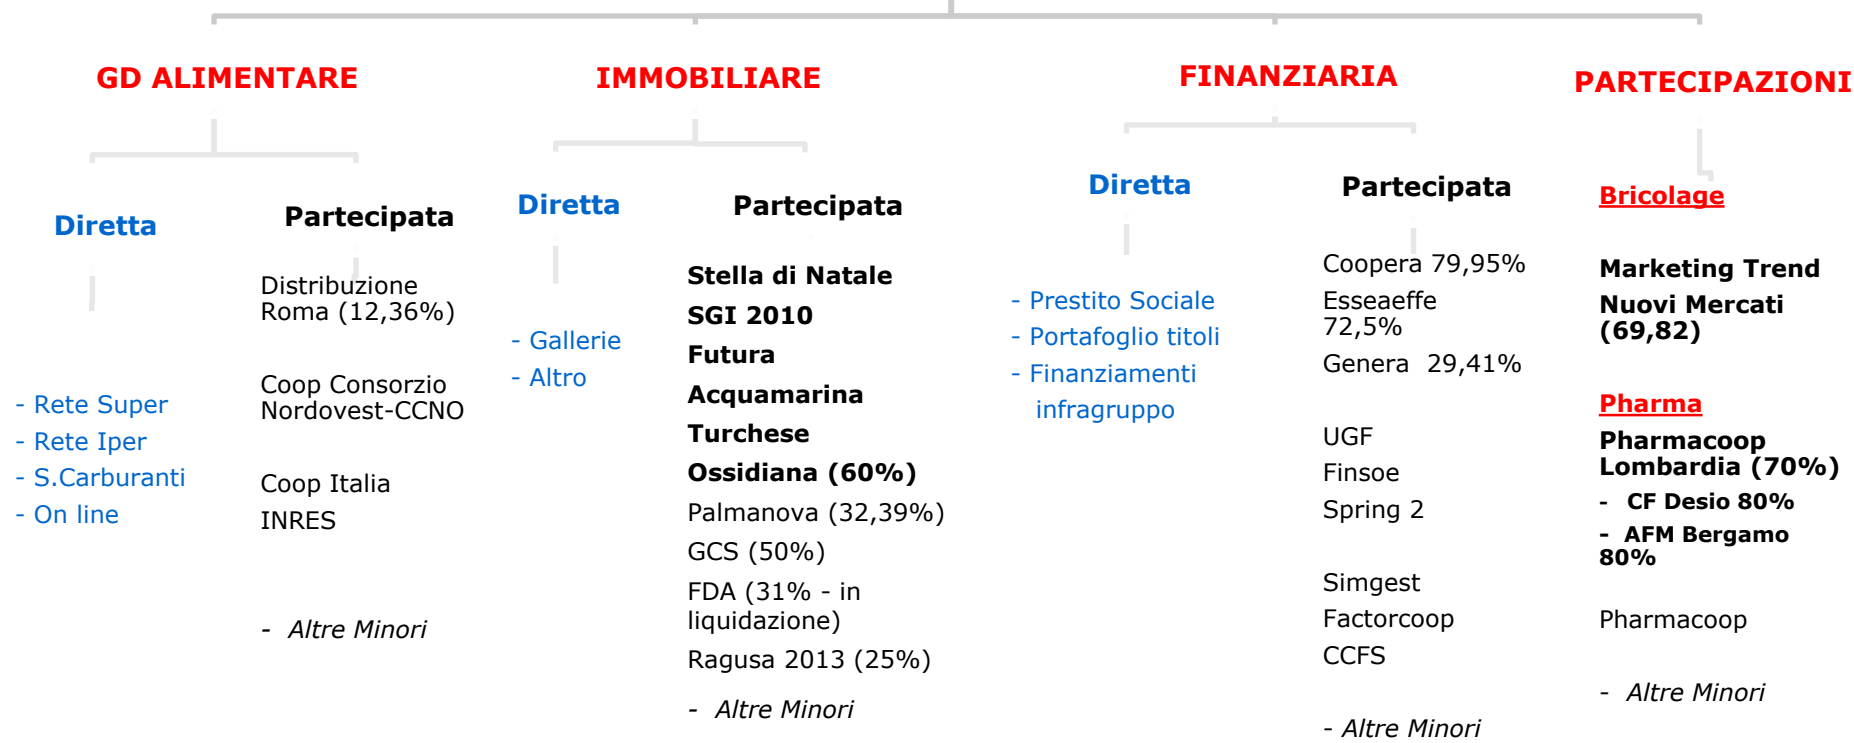 GD ALIMENTARE
Diretta
- Rete Super
- Rete Iper
- S.Carburanti
- On line
Partecipata
Distribuzione
Roma (12,36%)
Coop Consorzio
Nordovest-CCNO
Coop Italia
INRES
- Altre Minori
IMMOBILIARE
Diretta
- Gallerie
- Altro
Partecipata
Stella di Natale
SGI 2010
Futura
Acquamarina
Turchese
Ossidiana (60%)
Palmanova (32,39%)
GCS (50%)
FDA (31% - in
liquidazione)
Ragusa 2013 (25%)
- Altre Minori
FINANZIARIA
Diretta
- Prestito Sociale
- Portafoglio titoli
- Finanziamenti
infragruppo
Partecipata
Coopera 79,95%
Esseaeffe
72,5%
Genera 29,41%
UGF
Finsoe
Spring 2
Simgest
Factorcoop
CCFS
- Altre Minori
PARTECIPAZIONI
Bricolage
Marketing Trend
Nuovi Mercati
(69,82)
Pharma
Pharmacoop
Lombardia (70%)
- CF Desio 80%
- AFM Bergamo
80%
Pharmacoop
- Altre Minori